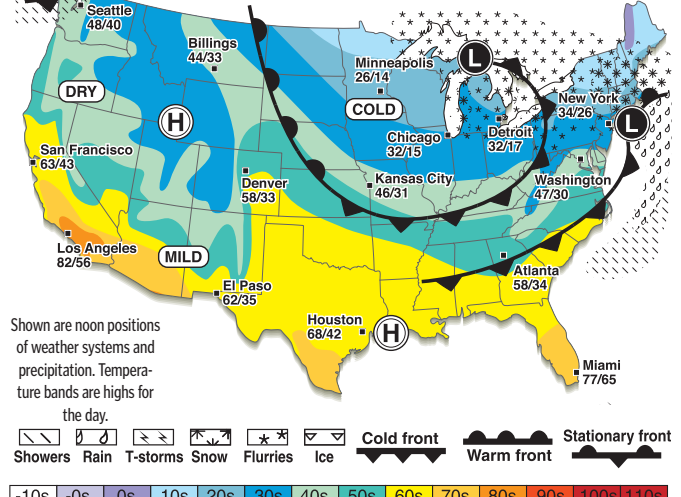 Seattle
48/40
Billings
44/33
Minneapolis
26/14
L
DRY
COLD
New York
34/26
L
H
Chicago
32/15
Detroit
32/17
San Francisco
63/43
Denver
58/33
Kansas City
46/31
Washington
47/30
Los Angeles
82/56
MILD
El Paso
62/35
Atlanta
58/34
Houston
68/42
H
Miami
77/65
Shown are noon positions
of weather systems and
precipitation. Tempera-
ture bands are highs for
the day.
Showers Rain T-storms Snow Flurries Ice Cold front Warm front Stationary front
-10s -0s 0s 10s 20s 30s 40s 50s 60s 70s 80s 90s 100s 110s